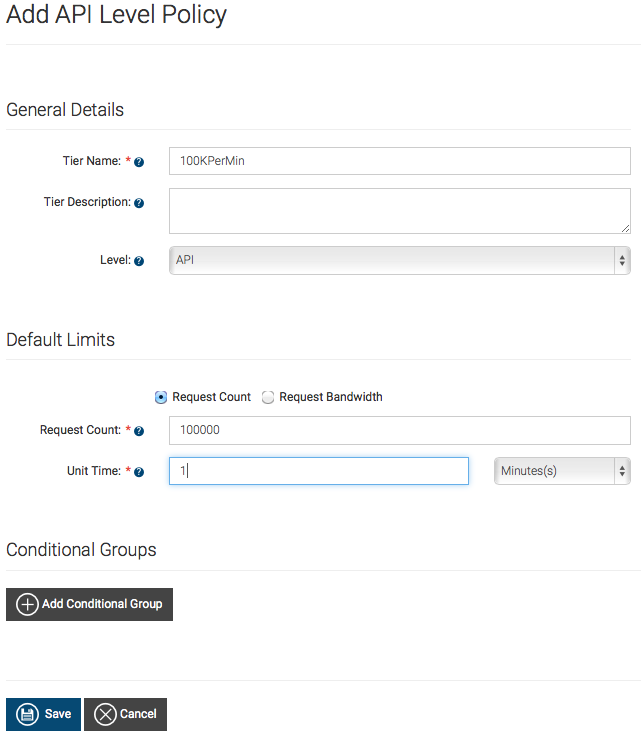 Add API Level Policy
General Details
Tier Name: * ?
100KPerMin
Tier Description: ?
Level: ?
API
Default Limits
Request Count Request Bandwidth
Request Count: * ?
100000
Unit Time: * ?
1
Minutes(s)
Conditional Groups
Add Conditional Group
Save Cancel